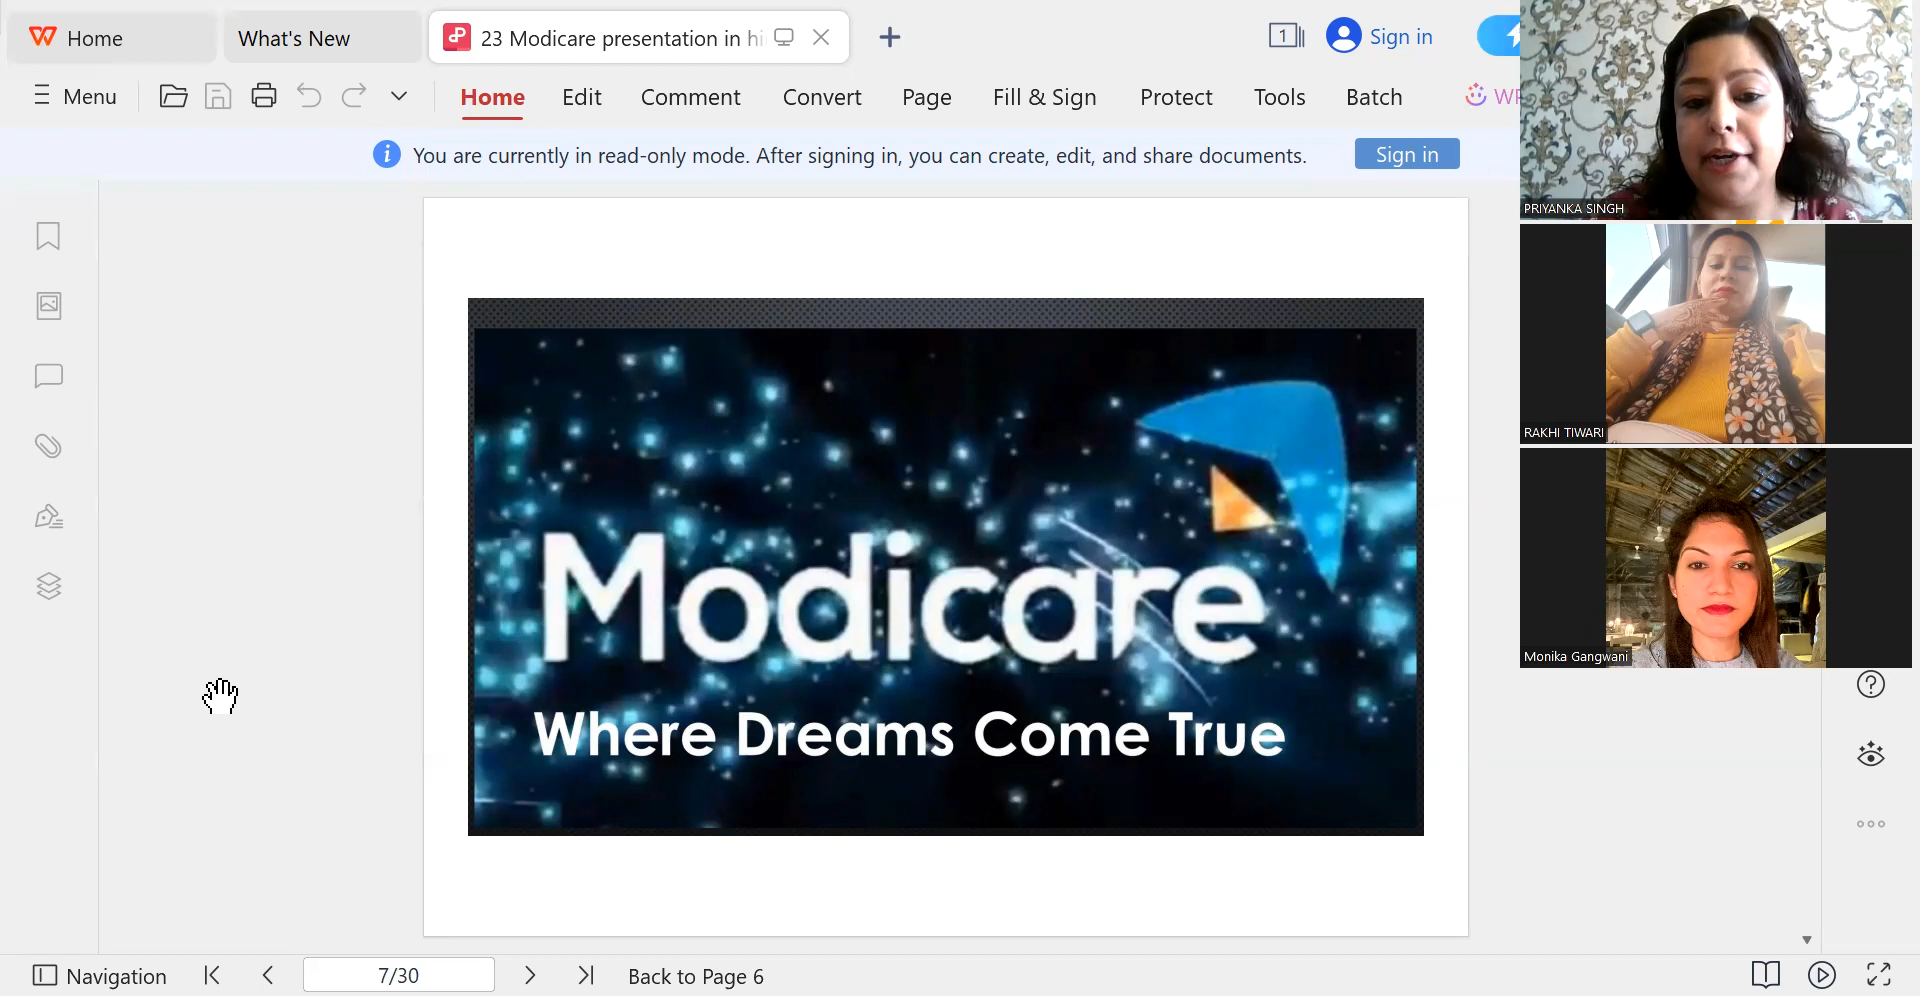 Home
What's New
23 Modicare presentation in hi
1
Sign in
Menu
Home
Edit
Comment
Convert
Page
Fill & Sign
Protect
Tools
Batch
You are currently in read-only mode. After signing in, you can create, edit, and share documents.
Sign in
PRIYANKA SINGH
RAKHI TIWARI
Monika Gangwani
Modicare
Where Dreams Come True
Navigation
7/30
Back to Page 6